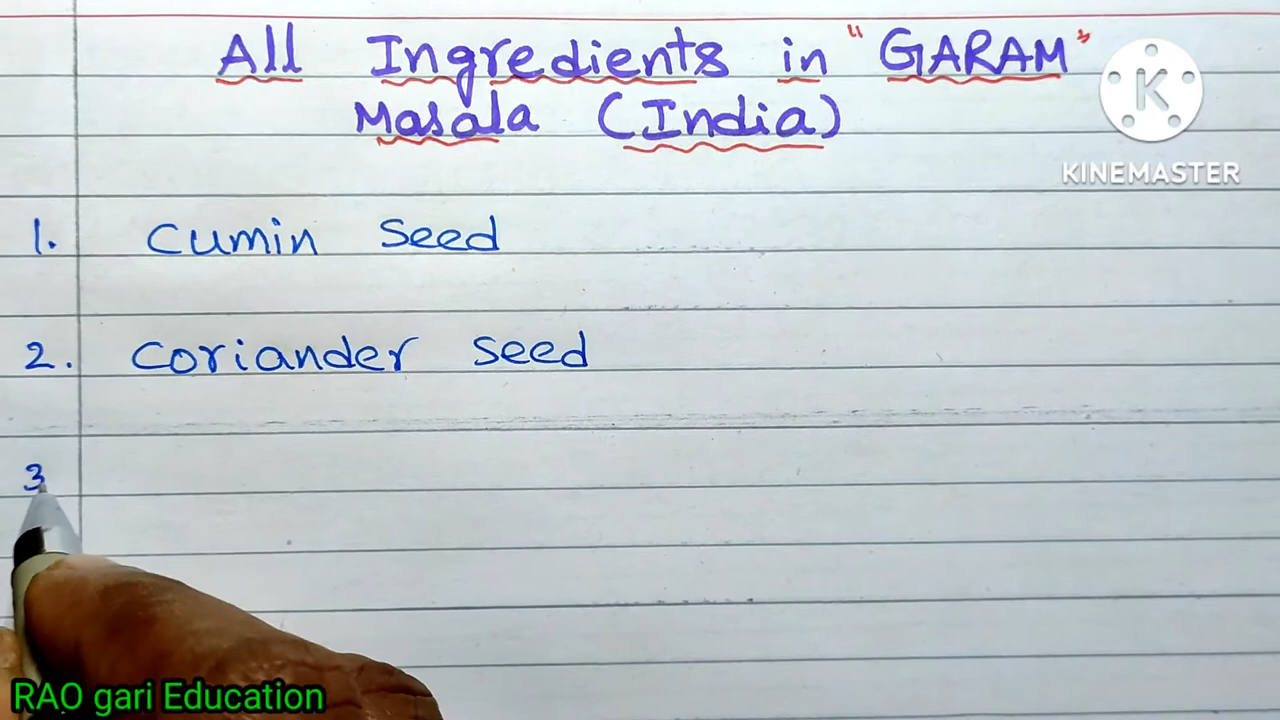 All Ingredients in "GARAM"
Masala (India)
K
KINEMASTER
1. Cumin Seed
2. Coriander Seed
3
RAO gari Education